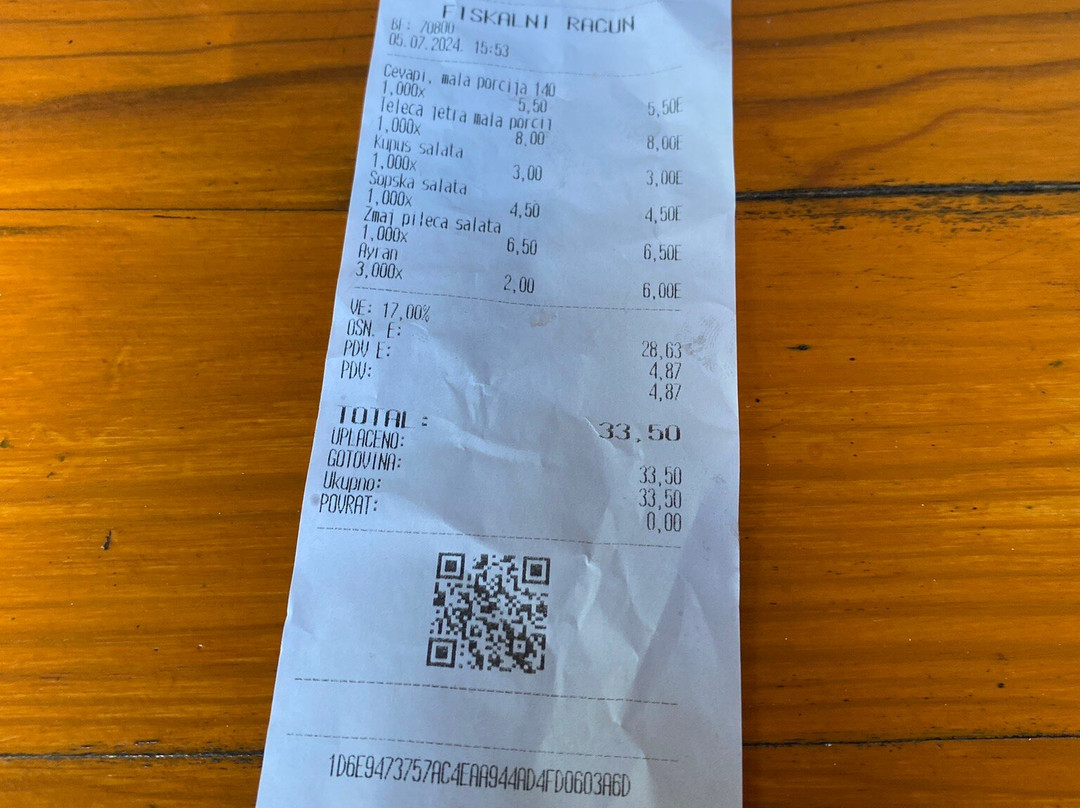 FISKALNI RACUN
BF: 70800
05.07.2024. 15:53
Cevapi, mala porcija 140
1,000x 5,50 5,50E
Teleca jetra mala porcij
1,000x 8,00 8,00E
Kupus salata
1,000x 3,00 3,00E
Sopska salata
1,000x 4,50 4,50E
Zmaj pileca salata
1,000x 6,50 6,50E
Ayran
3,000x 2,00 6,00E
VE: 17,00%
OSN. E: 28,63
PDV E: 4,87
PDV: 4,87
TOTAL: 33,50
UPLACENO:
GOTOVINA: 33,50
Ukupno: 33,50
POVRAT: 0,00
1D6E9473757AC4EAA944AD4FD0603A6D